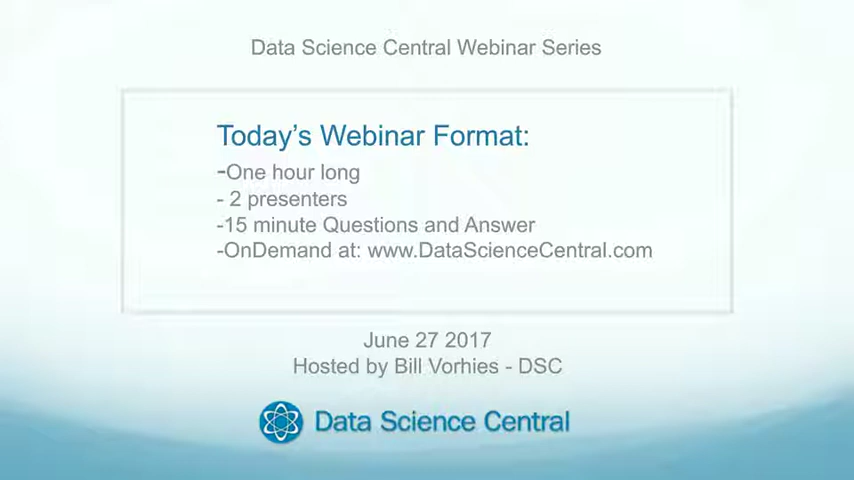 Data Science Central Webinar Series
Today's Webinar Format:
-One hour long
- 2 presenters
-15 minute Questions and Answer
-OnDemand at: www.DataScienceCentral.com
June 27 2017
Hosted by Bill Vorhies - DSC
Data Science Central